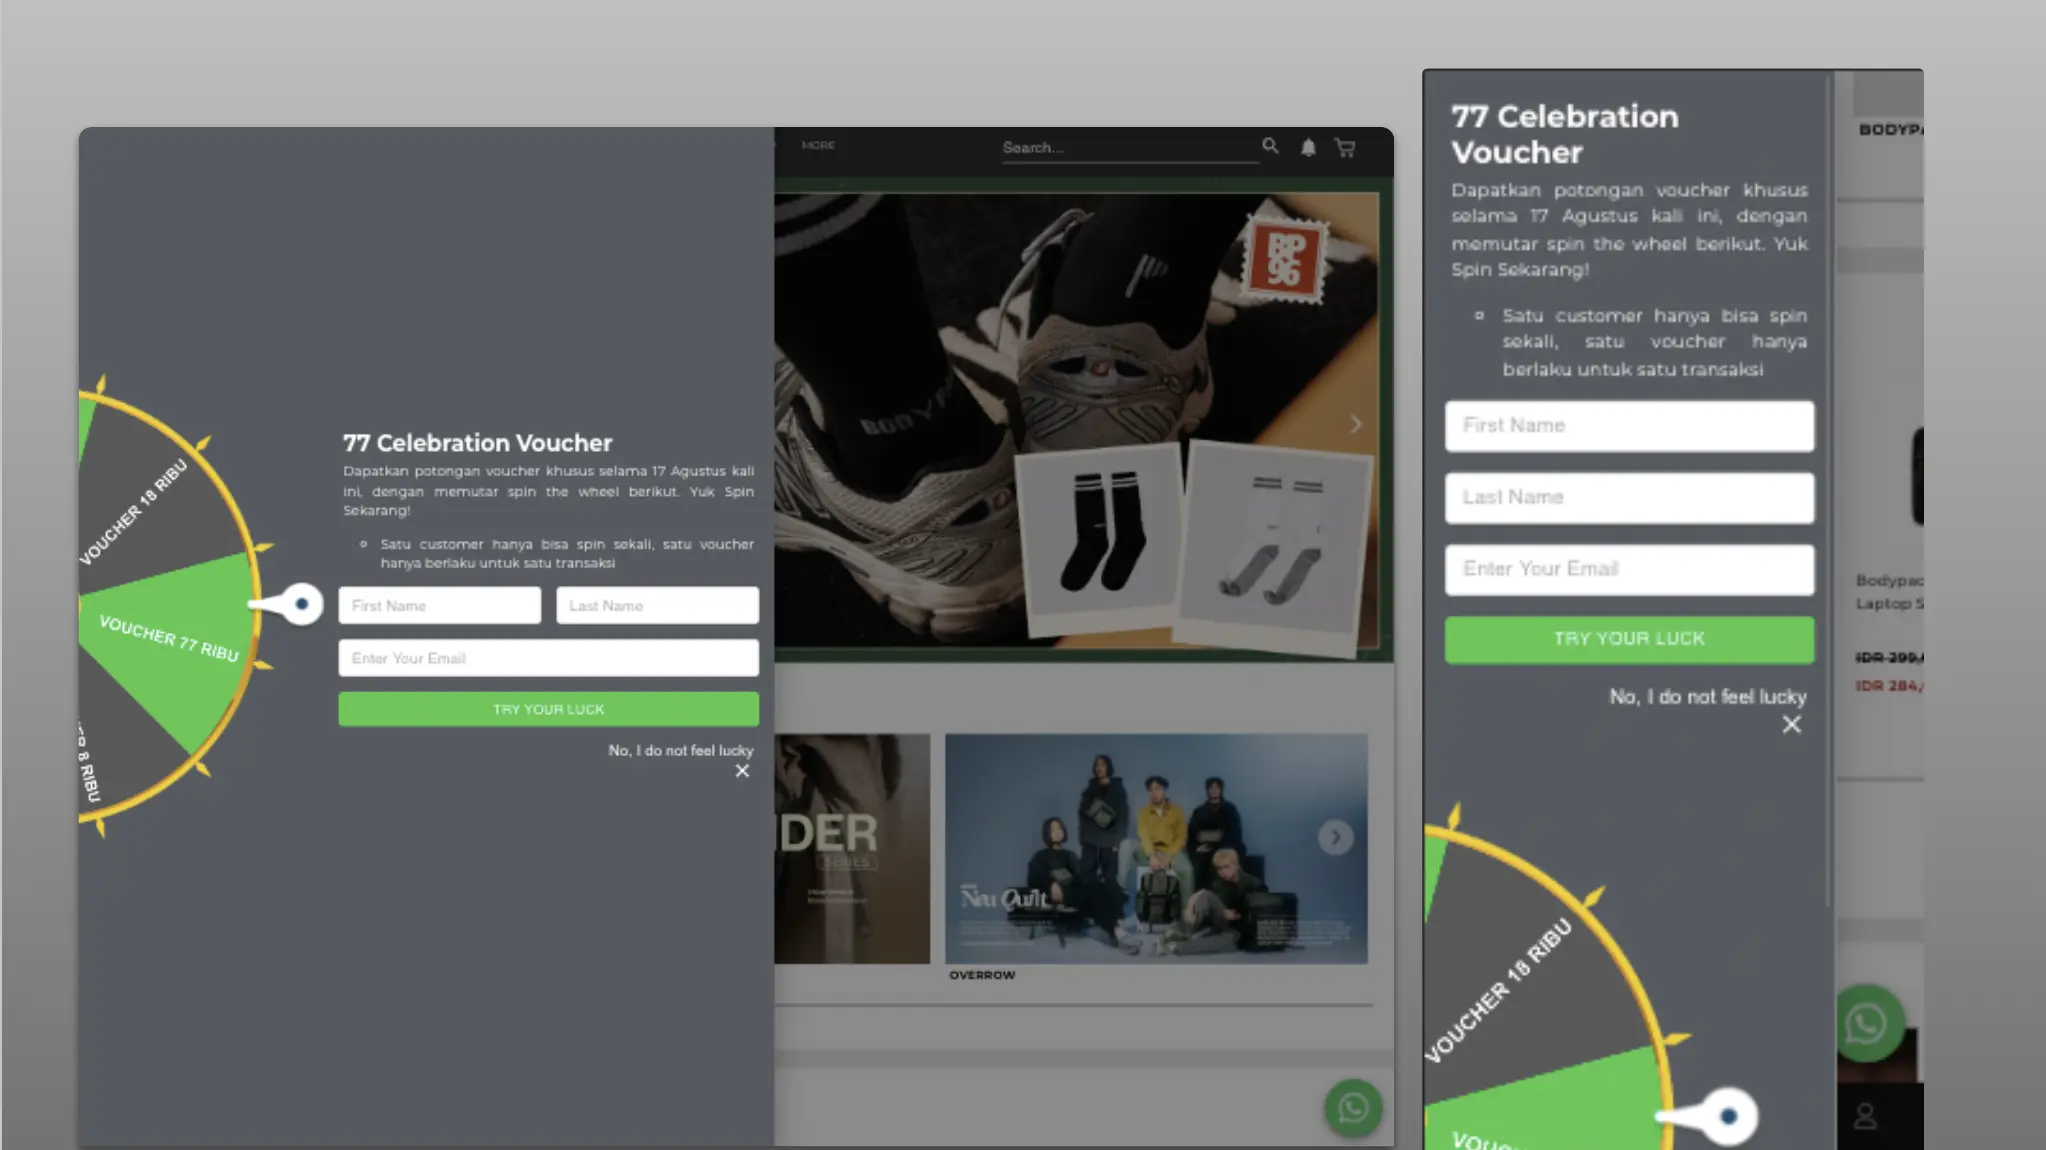 MORE
Search...
BP
96
BODYP
VOUCHER 18 RIBU
VOUCHER 77 RIBU
8 RIBU
77 Celebration Voucher
Dapatkan potongan voucher khusus selama 17 Agustus kali
ini, dengan memutar spin the wheel berikut. Yuk Spin
Sekarang!
Satu customer hanya bisa spin sekali, satu voucher
hanya berlaku untuk satu transaksi
First Name
Last Name
Enter Your Email
TRY YOUR LUCK
No, I do not feel lucky
NDER
SERIES
Nau Quilt
OVERROW
77 Celebration
Voucher
Dapatkan potongan voucher khusus
selama 17 Agustus kali ini, dengan
memutar spin the wheel berikut. Yuk
Spin Sekarang!
Satu customer hanya bisa spin
sekali, satu voucher hanya
berlaku untuk satu transaksi
First Name
Last Name
Enter Your Email
TRY YOUR LUCK
No, I do not feel lucky
VOUCHER 18 RIBU
VOUC
BODYPA
Bodypac
Laptop S
IDR 299,
IDR 284,